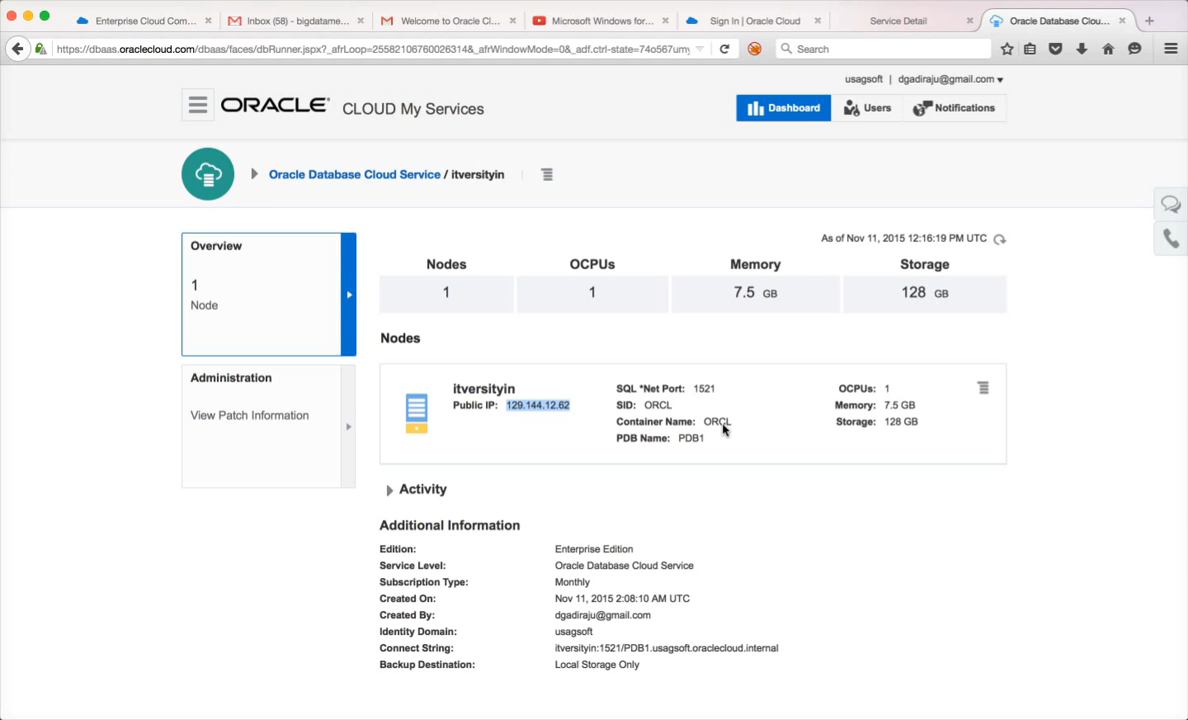 Enterprise Cloud Com...
Inbox (58) - bigdatame...
Welcome to Oracle Cl...
Microsoft Windows for...
Sign In | Oracle Cloud
Service Detail
Oracle Database Clou...
https://dbaas.oraclecloud.com/dbaas/faces/dbRunner.jspx?_afrLoop=255821067600263​14&_afrWindowMode=0&_adf.ctrl-state=74o567umy
Search
usagsoft | dgadiraju@gmail.com
ORACLE CLOUD My Services
Dashboard
Users
Notifications
Oracle Database Cloud Service / itversityin
As of Nov 11, 2015 12:16:19 PM UTC
Overview
1
Node
Administration
View Patch Information
Nodes OCPUs Memory Storage
1 1 7.5 GB 128 GB
Nodes
itversityin
Public IP: 129.144.12.62
SQL *Net Port: 1521
SID: ORCL
Container Name: ORCL
PDB Name: PDB1
OCPUs: 1
Memory: 7.5 GB
Storage: 128 GB
Activity
Additional Information
Edition: Enterprise Edition
Service Level: Oracle Database Cloud Service
Subscription Type: Monthly
Created On: Nov 11, 2015 2:08:10 AM UTC
Created By: dgadiraju@gmail.com
Identity Domain: usagsoft
Connect String: itversityin:1521/PDB1.usagsoft.oraclecloud.internal
Backup Destination: Local Storage Only